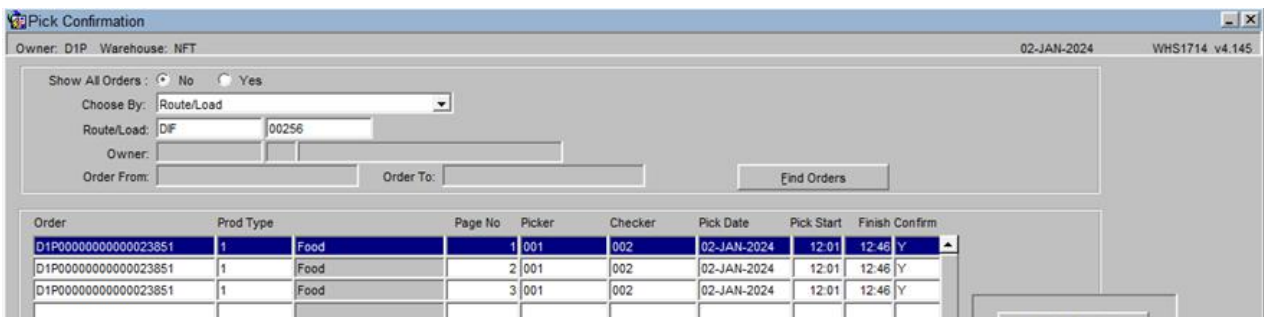 Pick Confirmation
Owner: D1P Warehouse: NFT 02-JAN-2024 WHS1714 v4.145
Show All Orders : No Yes
Choose By: Route/Load
Route/Load: DIF 00256
Owner:
Order From: Order To: Find Orders
Order Prod Type Page No Picker Checker Pick Date Pick Start Finish Confirm
D1P00000000000023851 1 Food 1 001 002 02-JAN-2024 12:01 12:46 Y
D1P00000000000023851 1 Food 2 001 002 02-JAN-2024 12:01 12:46 Y
D1P00000000000023851 1 Food 3 001 002 02-JAN-2024 12:01 12:46 Y